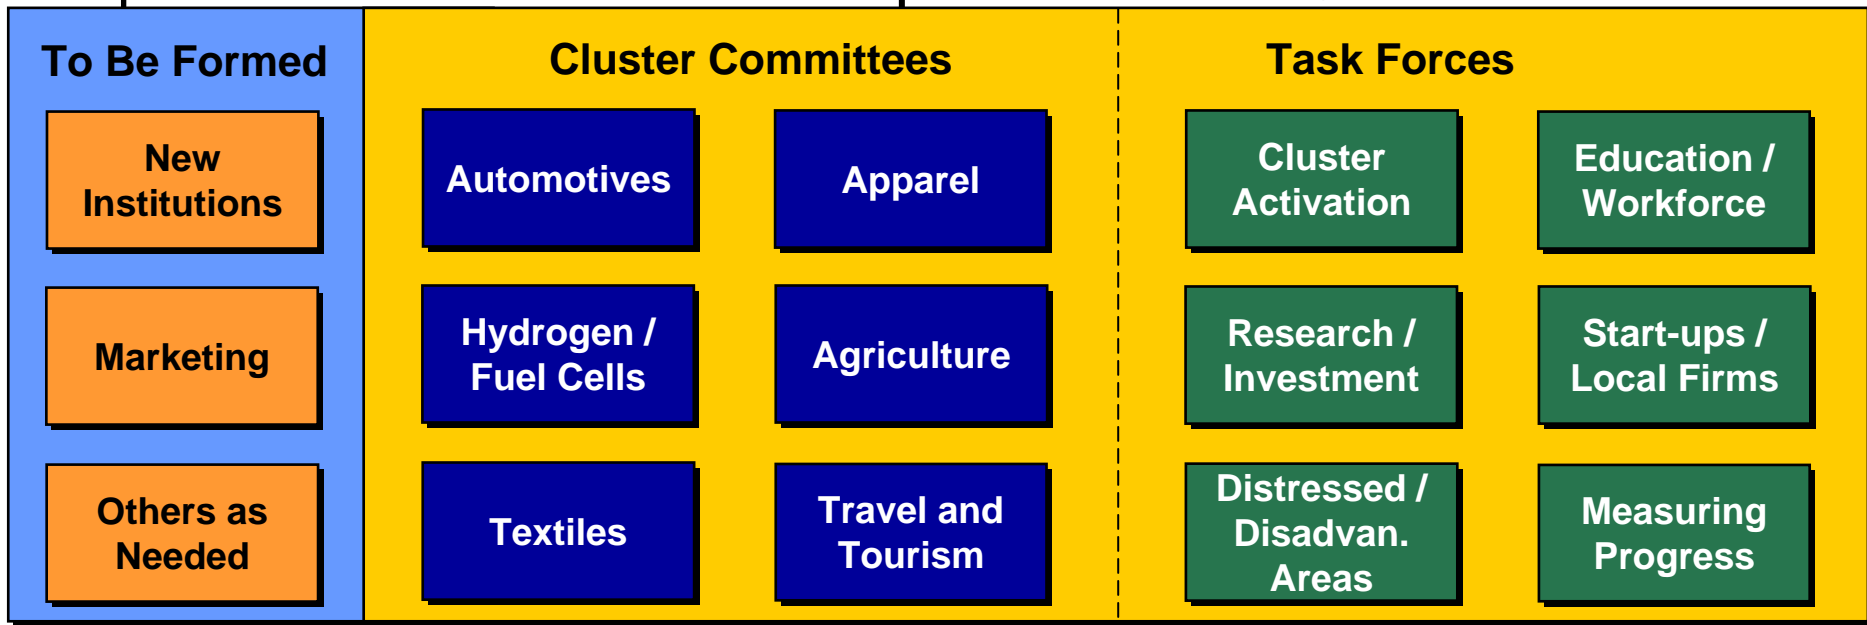 To Be Formed
New
Institutions
Marketing
Others as
Needed
Cluster Committees
Automotives
Apparel
Hydrogen /
Fuel Cells
Agriculture
Textiles
Travel and
Tourism
Task Forces
Cluster
Activation
Education /
Workforce
Research /
Investment
Start-ups /
Local Firms
Distressed /
Disadvan.
Areas
Measuring
Progress